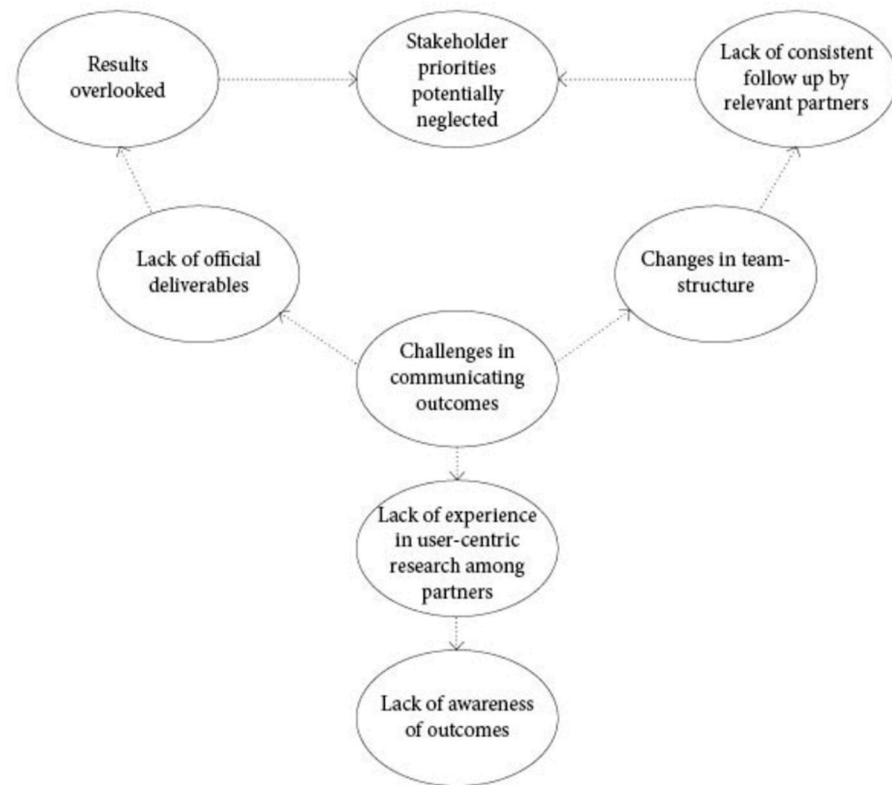 Results
overlooked
Stakeholder
priorities
potentially
neglected
Lack of consistent
follow up by
relevant partners
Lack of official
deliverables
Changes in team-
structure
Challenges in
communicating
outcomes
Lack of experience
in user-centric
research among
partners
Lack of awareness
of outcomes